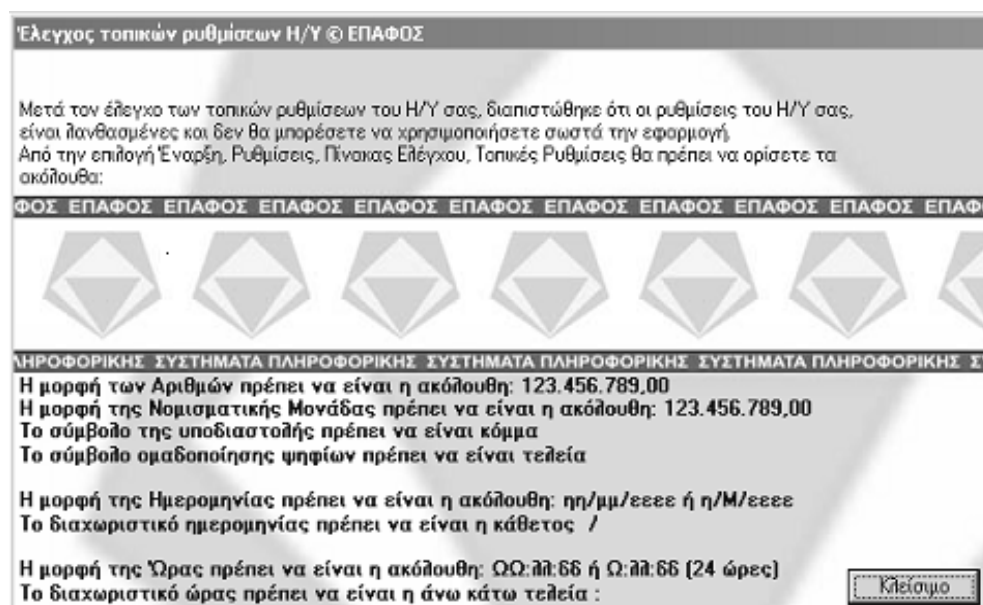 Έλεγχος τοπικών ρυθμίσεων Η/Υ © ΕΠΑΦΟΣ
Μετά τον έλεγχο των τοπικών ρυθμίσεων του Η/Υ σας, διαπιστώθηκε ότι οι ρυθμίσεις του Η/Υ σας,
είναι λανθασμένες και δεν θα μπορέσετε να χρησιμοποιήσετε σωστά την εφαρμογή.
Από την επιλογή Έναρξη, Ρυθμίσεις, Πίνακας Ελέγχου, Τοπικές Ρυθμίσεις θα πρέπει να ορίσετε τα
ακόλουθα:
ΦΟΣ ΕΠΑΦΟΣ ΕΠΑΦΟΣ ΕΠΑΦΟΣ ΕΠΑΦΟΣ ΕΠΑΦΟΣ ΕΠΑΦΟΣ ΕΠΑΦΟΣ ΕΠΑΦΟΣ ΕΠΑΦΟΣ ΕΠΑΦ
ΛΗΡΟΦΟΡΙΚΗΣ ΣΥΣΤΗΜΑΤΑ ΠΛΗΡΟΦΟΡΙΚΗΣ ΣΥΣΤΗΜΑΤΑ ΠΛΗΡΟΦΟΡΙΚΗΣ ΣΥΣΤΗΜΑΤΑ ΠΛΗΡΟΦΟΡΙΚΗΣ Σ
Η μορφή των Αριθμών πρέπει να είναι η ακόλουθη: 123.456.789,00
Η μορφή της Νομισματικής Μονάδας πρέπει να είναι η ακόλουθη: 123.456.789,00
Το σύμβολο της υποδιαστολής πρέπει να είναι κόμμα
Το σύμβολο ομαδοποίησης ψηφίων πρέπει να είναι τελεία
Η μορφή της Ημερομηνίας πρέπει να είναι η ακόλουθη: ηη/μμ/εεεε ή η/Μ/εεεε
Το διαχωριστικό ημερομηνίας πρέπει να είναι η κάθετος /
Η μορφή της Ώρας πρέπει να είναι η ακόλουθη: ΩΩ:λλ:δδ ή Ω:λλ:δδ (24 ώρες)
Το διαχωριστικό ώρας πρέπει να είναι η άνω κάτω τελεία :
Κλείσιμο